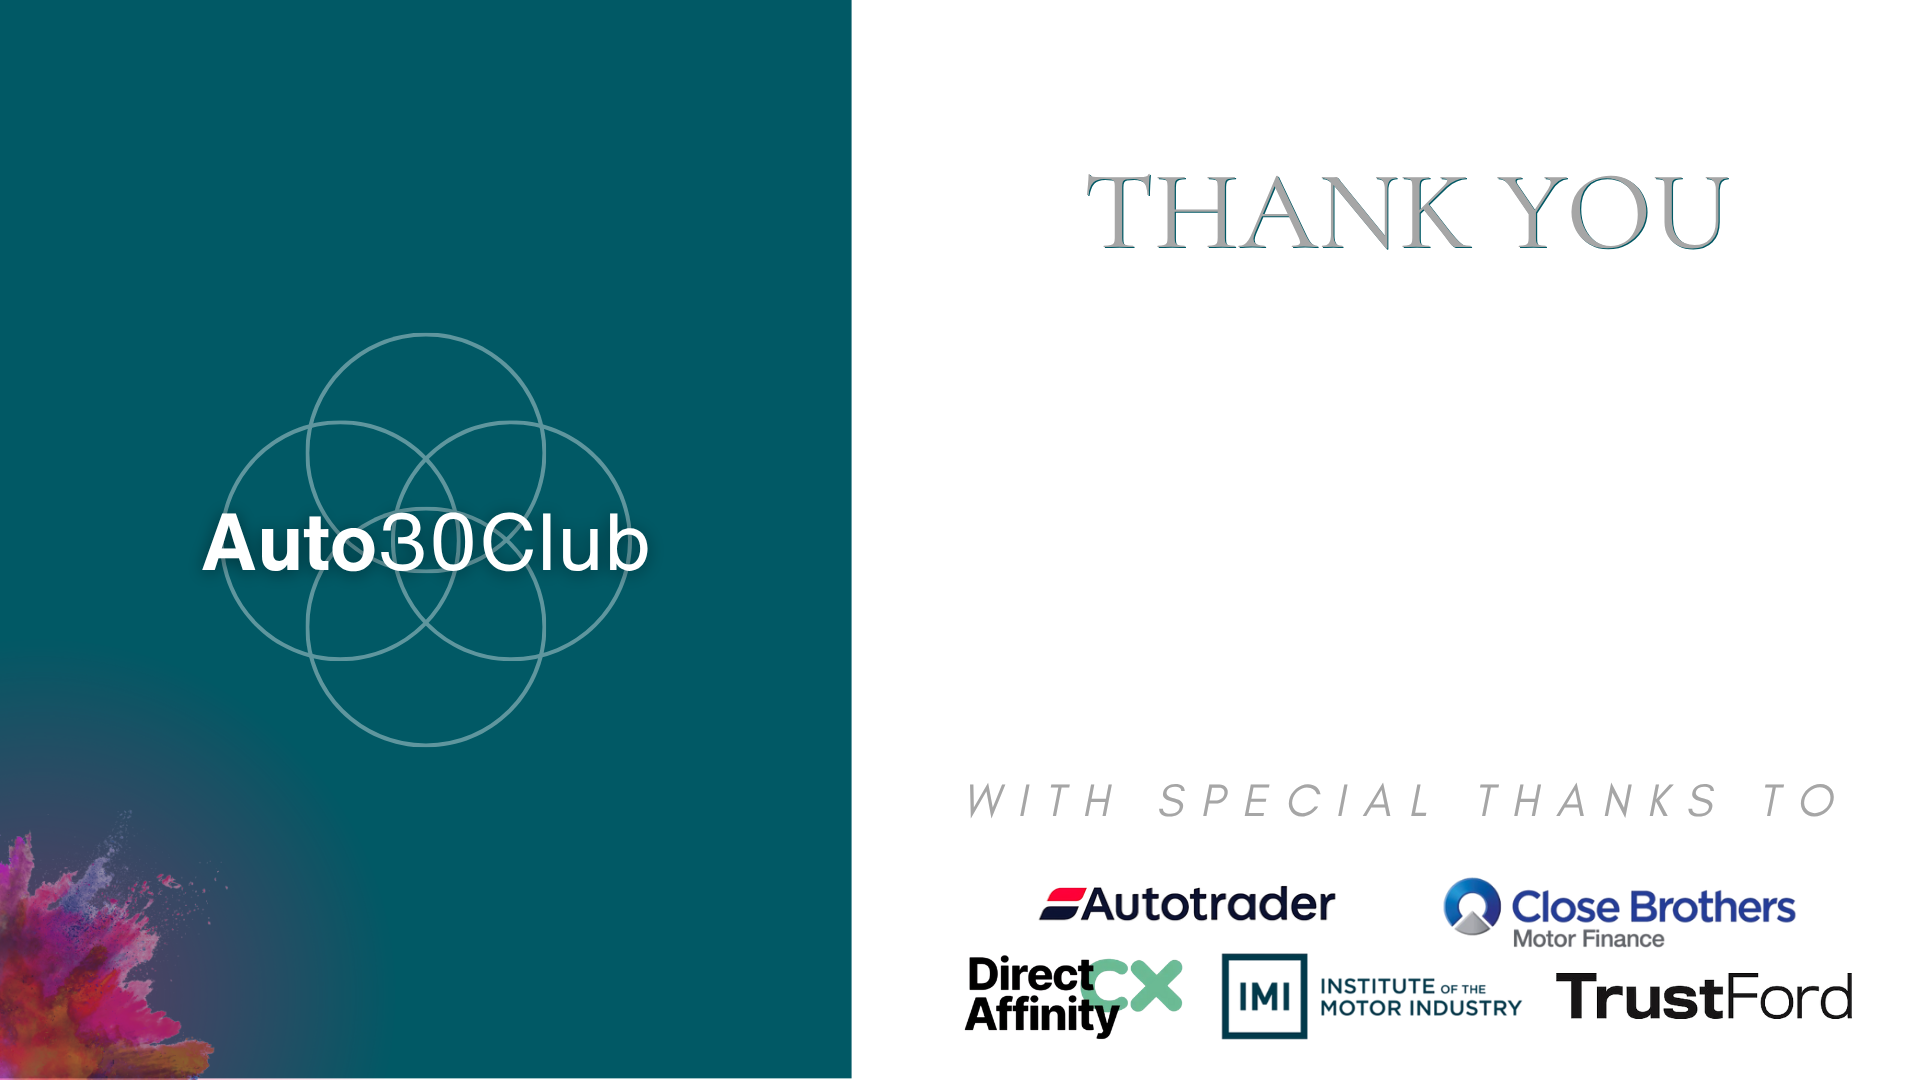 Auto30Club
THANK YOU
WITH SPECIAL THANKS TO
Autotrader
Close Brothers
Motor Finance
Direct CX
Affinity
IMI
INSTITUTE OF THE
MOTOR INDUSTRY
TrustFord